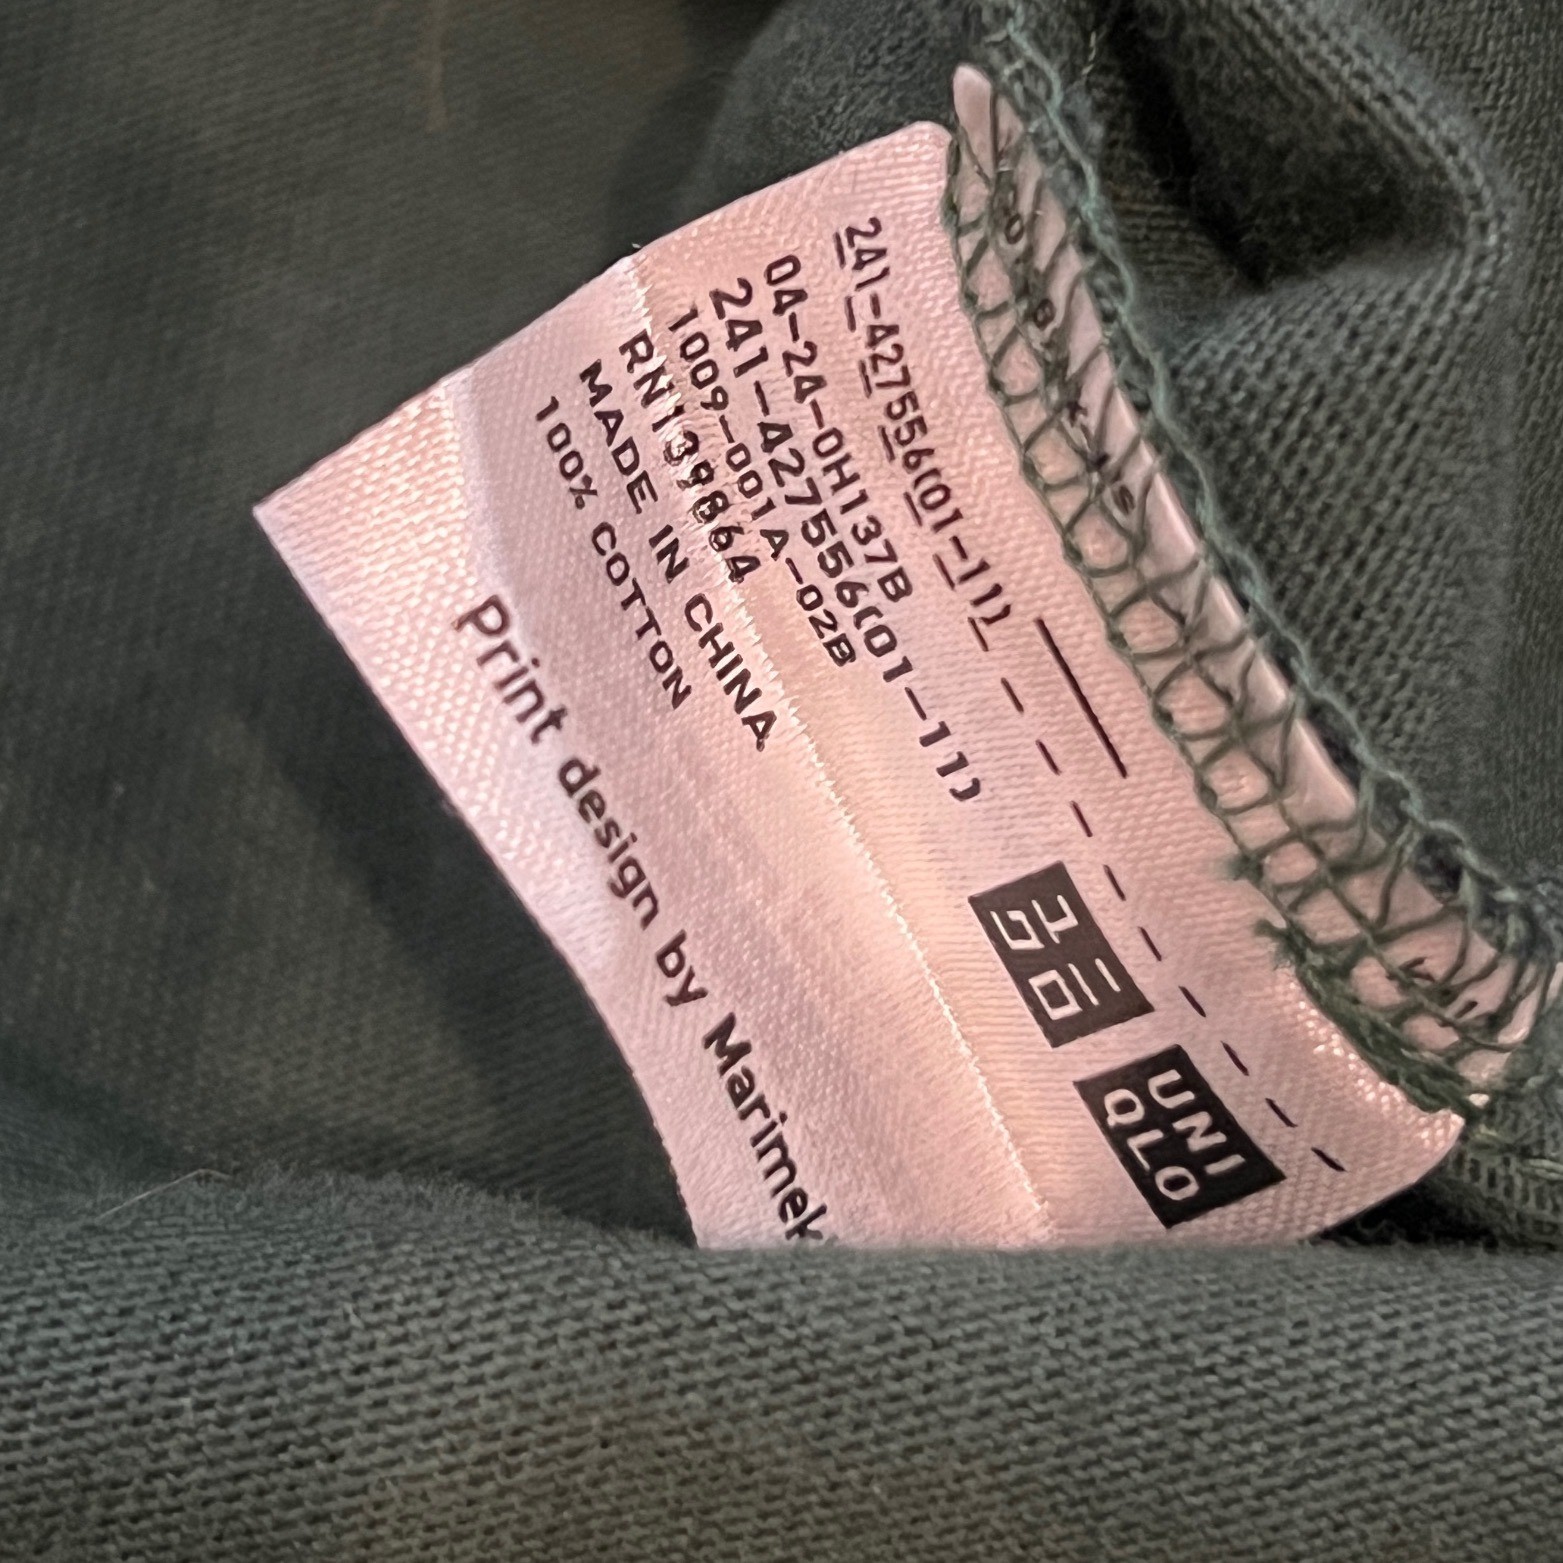 241-427556(01-11)
04-24-0H137B
241-427556(01-11)
1009-001A-02B
RN139864
MADE IN CHINA
100% COTTON
ユニ
クロ
UNI
QLO
Print design by Marimek